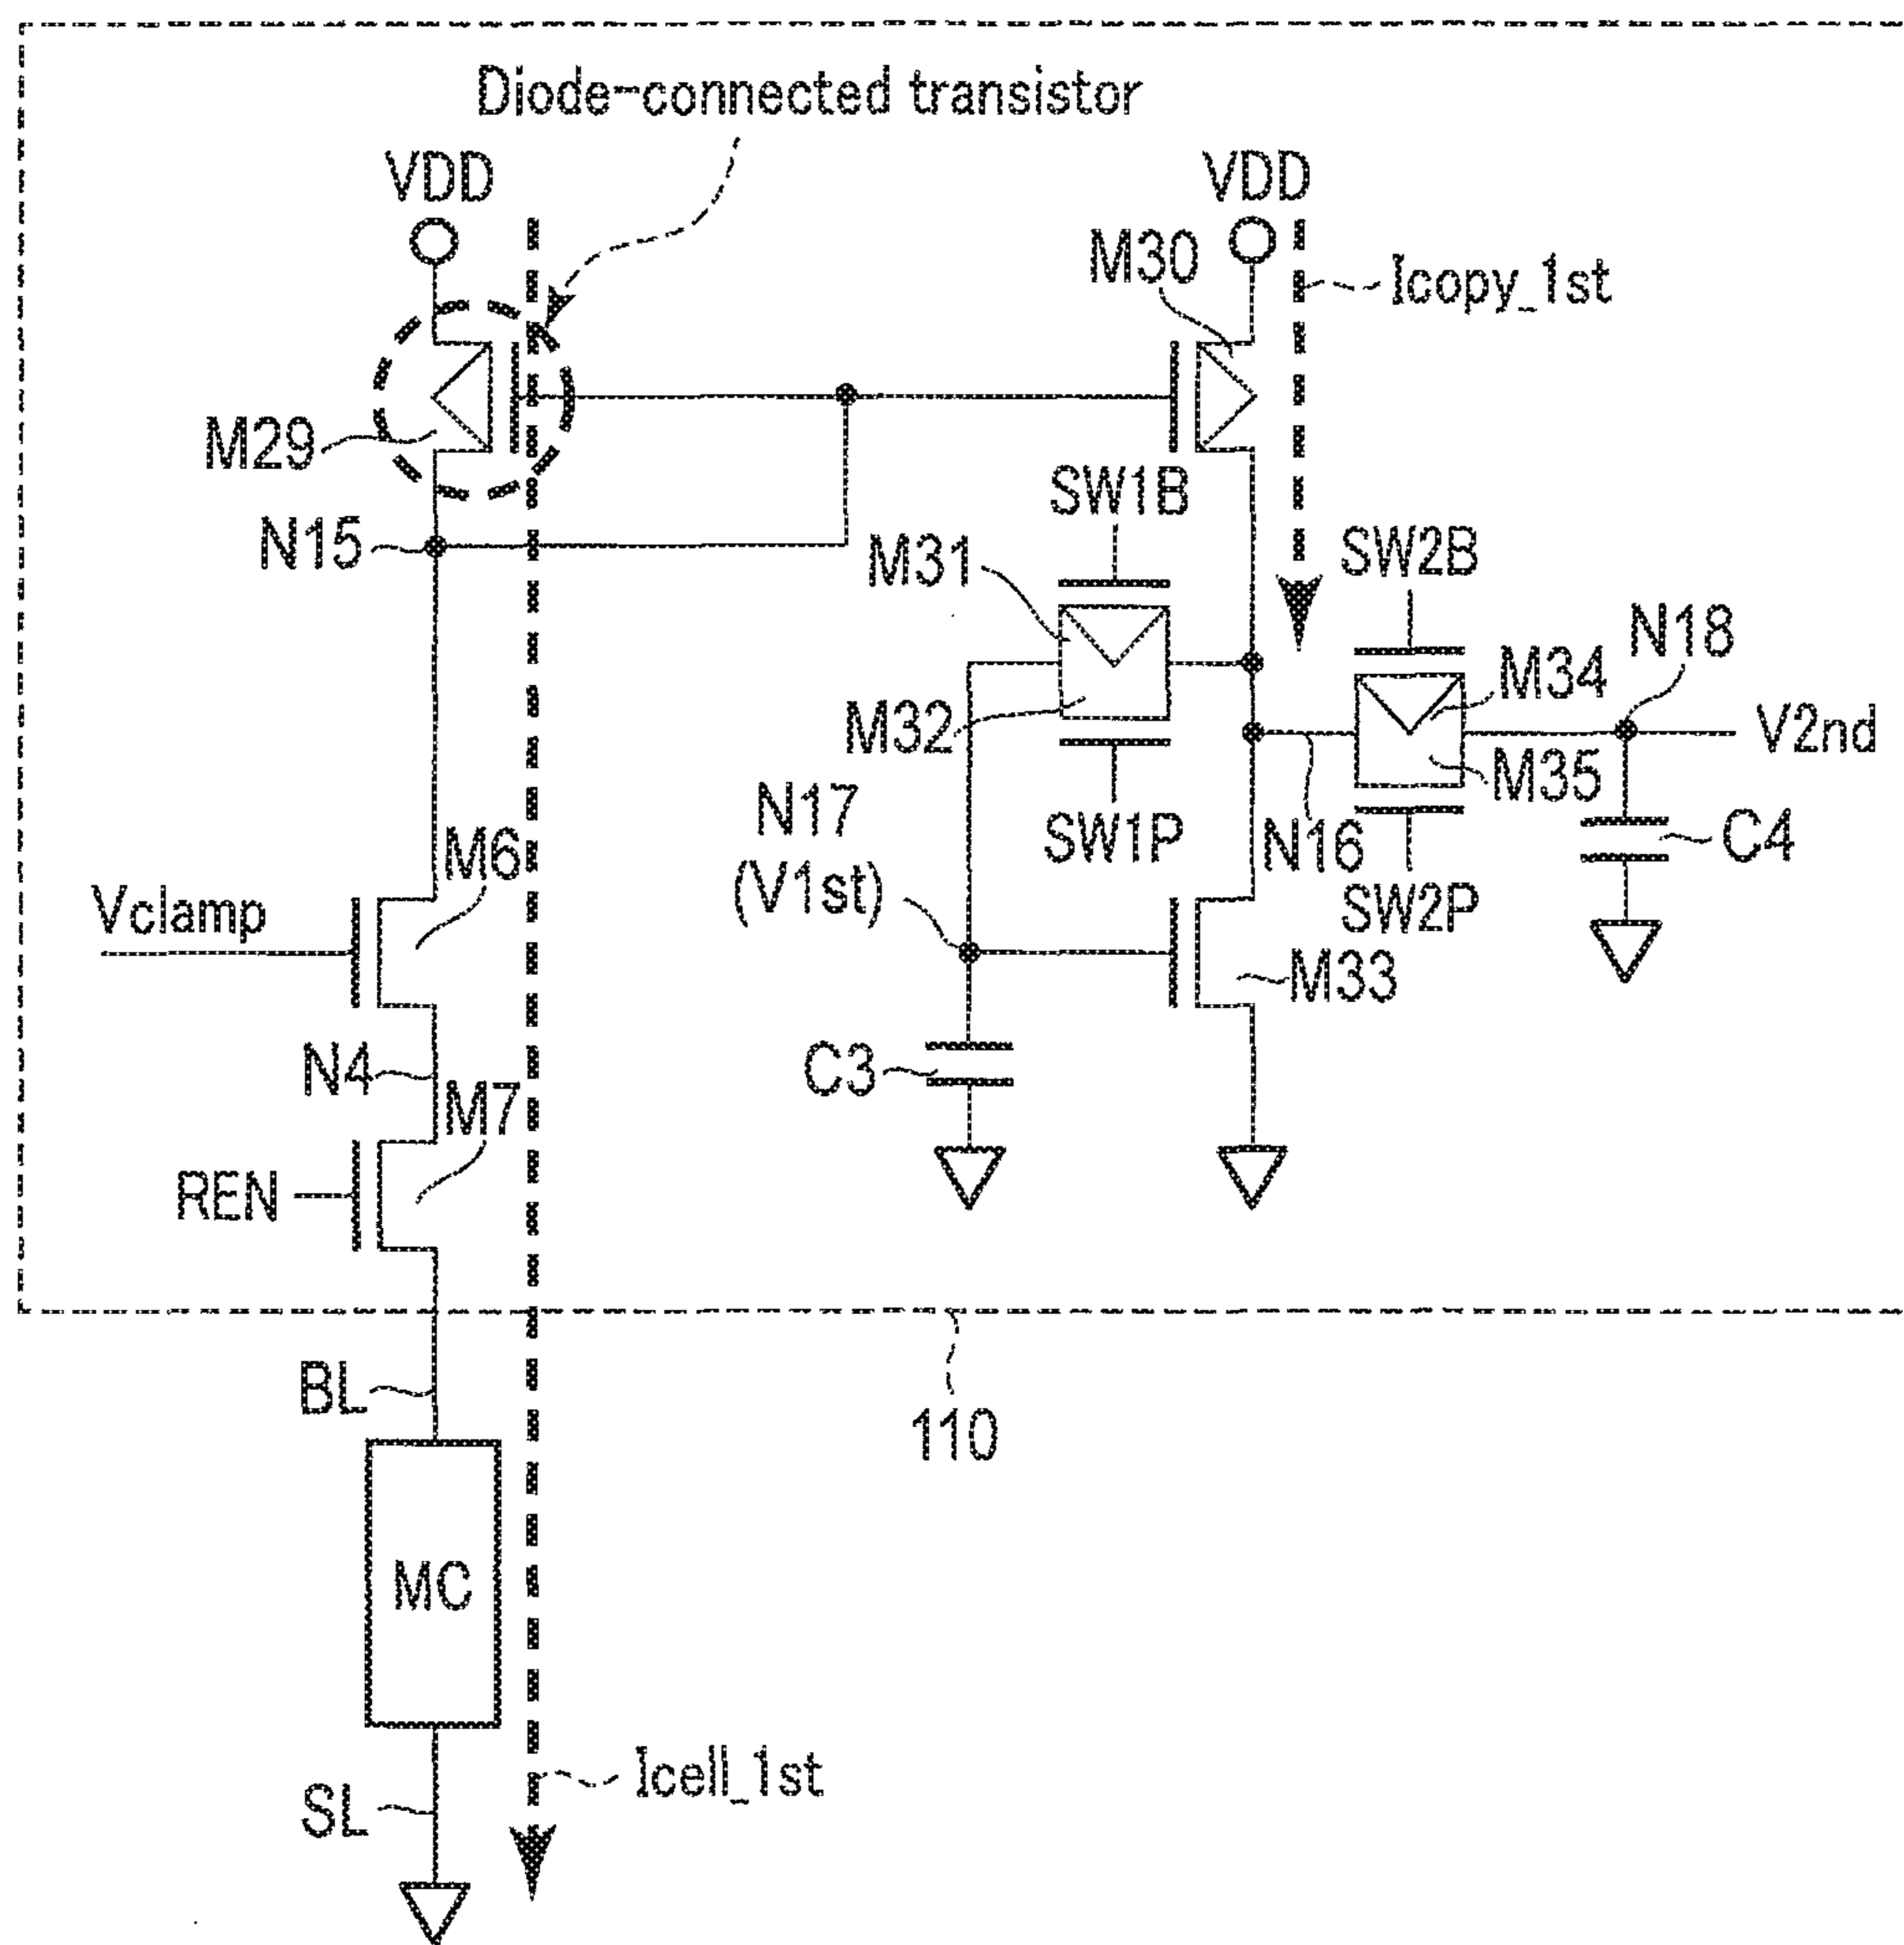 Diode-connected transistor
VDD
VDD
M30
Icopy_1st
M29
SW1B
N15
M31
SW2B
N18
M34
M32
V2nd
M35
N17
(V1st)
SW1P
N16
C4
M6
SW2P
Vclamp
M33
N4
C3
M7
REN
BL
110
MC
Icell_1st
SL